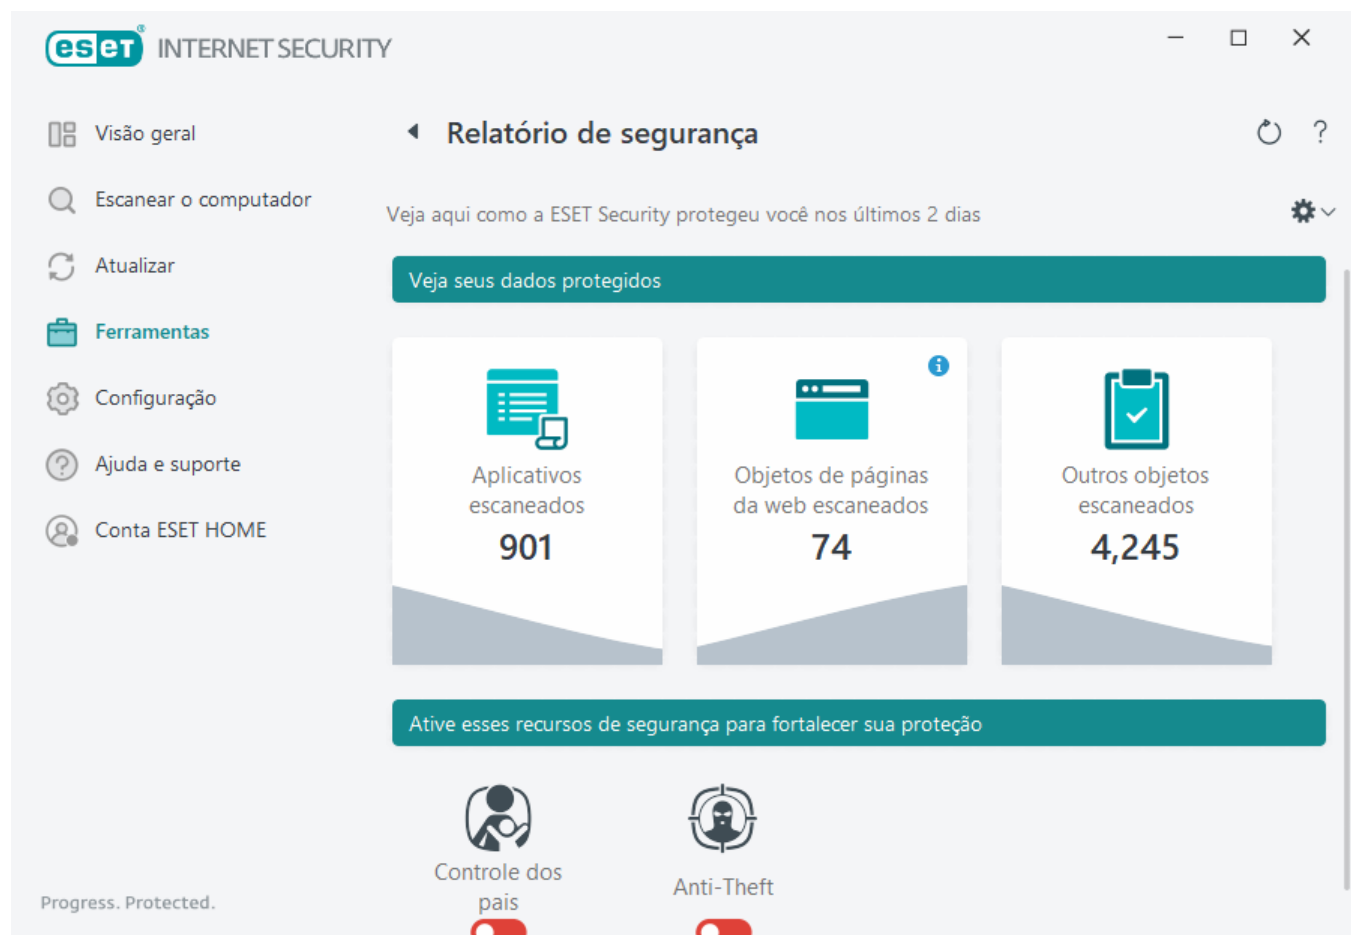 eset® INTERNET SECURITY
Visão geral
Escanear o computador
Atualizar
Ferramentas
Configuração
Ajuda e suporte
Conta ESET HOME
Progress. Protected.
Relatório de segurança
?
Veja aqui como a ESET Security protegeu você nos últimos 2 dias
Veja seus dados protegidos
Aplicativos
escaneados
901
Objetos de páginas
da web escaneados
74
Outros objetos
escaneados
4,245
Ative esses recursos de segurança para fortalecer sua proteção
Controle dos
pais
Anti-Theft